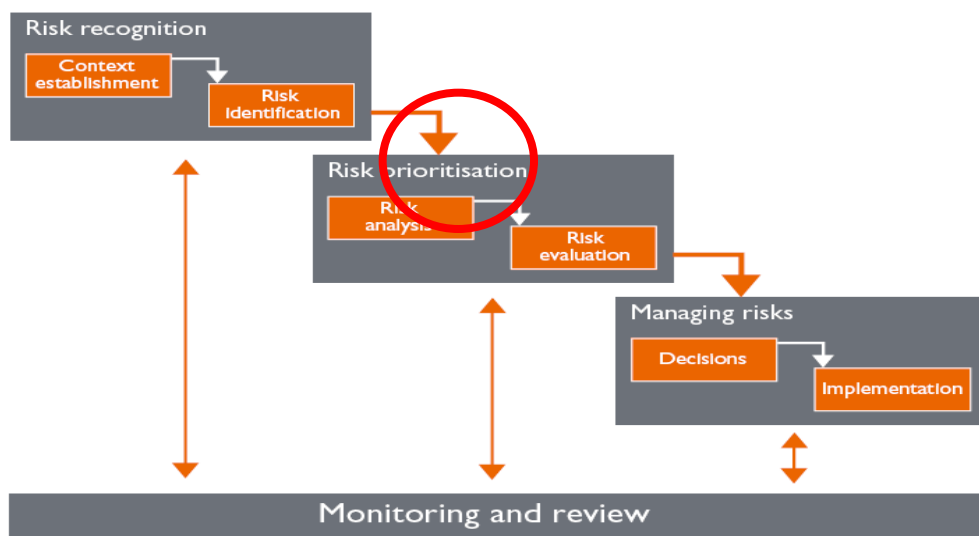 Risk recognition
Context
establishment
Risk
identification
Risk prioritisation
Risk
analysis
Risk
evaluation
Managing risks
Decisions
Implementation
Monitoring and review